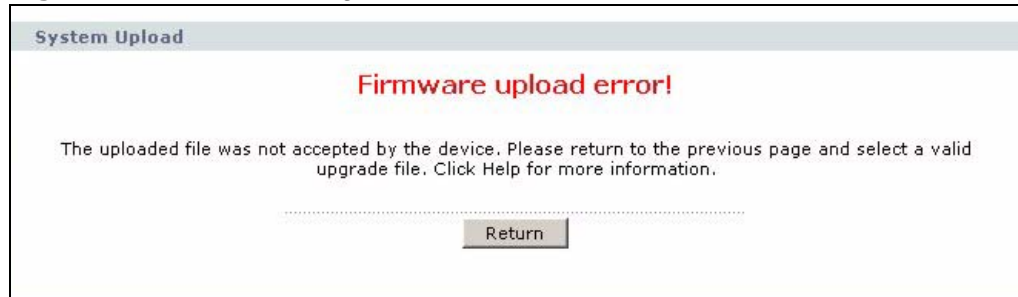 System Upload
Firmware upload error!
The uploaded file was not accepted by the device. Please return to the previous page and select a valid
upgrade file. Click Help for more information.
Return